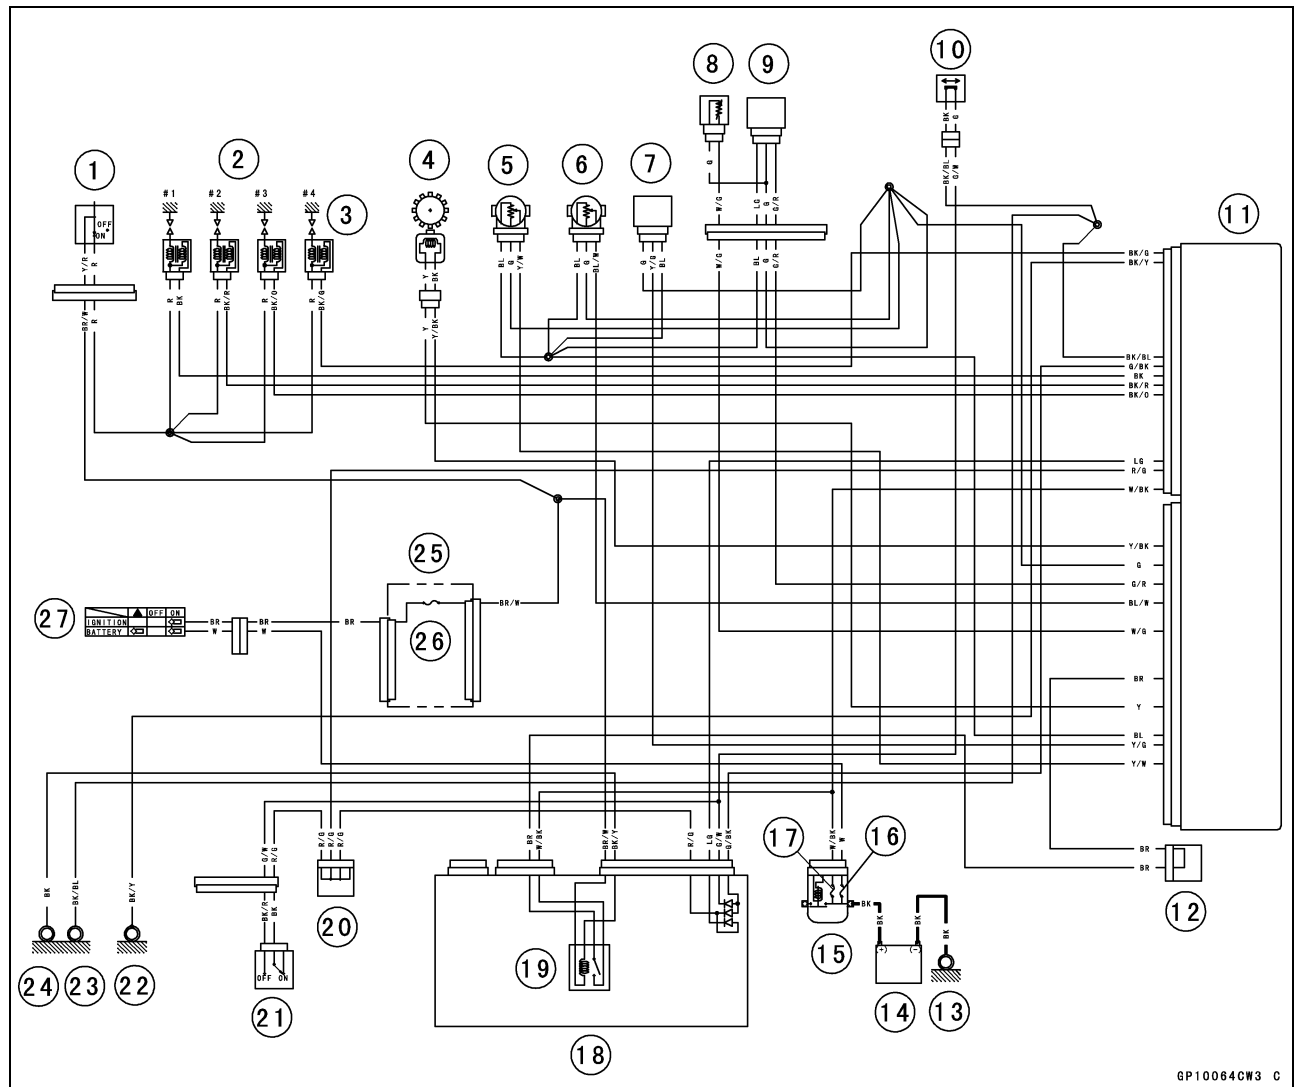 8 9 10
1 2 4 5 6 7
#1 #2 #3 #4
3
11
OFF
ON
BK G
BK/BL G/W
G W/G LG G G/R
W/G BL G G/R
Y/R R
R BK R BK/R R BK/O R BK/G
Y BK
BL G Y/W
BL G BL/W
G Y/G BL
BR/W R
Y Y/BK
BK/G
BK/Y
BK/BL
G/BK
BK
BK/R
BK/O
LG
R/G
W/BK
Y/BK
G
G/R
BL/W
W/G
BR
Y
BL
Y/G
Y/W
25
26
BR/W
27
OFF ON
IGNITION
BATTERY
BR BR BR
W W
BK BK/BL BK/Y
24 23 22
G/W R/G
BK/R BK
OFF ON
21
R/G R/G R/G
20
BR W/BK BR/W BK/Y R/G LG G/W G/BK
19
18
W/BK W
17 16
BK
15
BK BK BK
(+) (-)
14 13
BR
BR
12
GP10064CW3 C